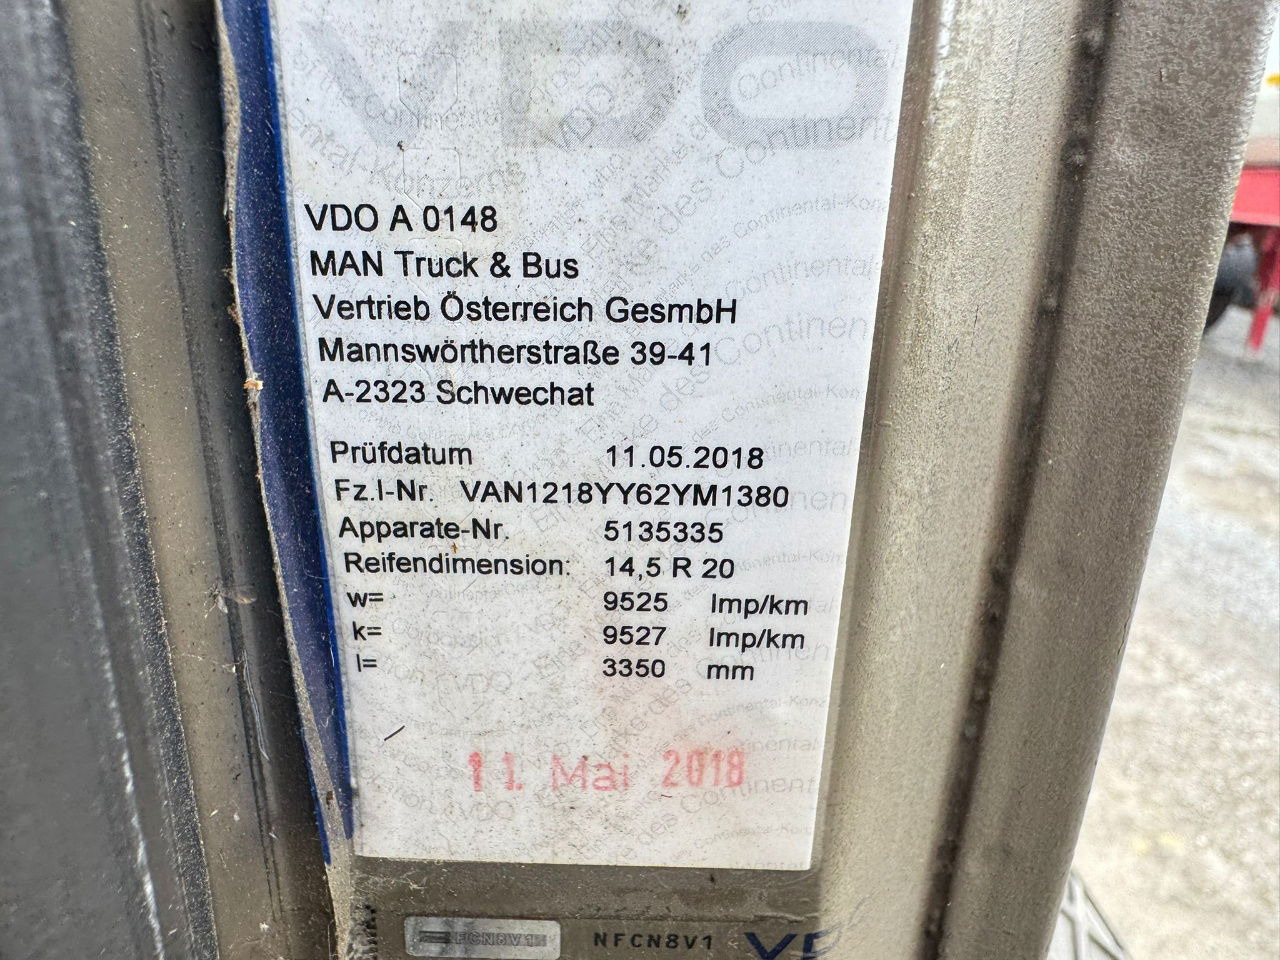 VDO
VDO A 0148
MAN Truck & Bus
Vertrieb Österreich GesmbH
Mannswörtherstraße 39-41
A-2323 Schwechat
Prüfdatum 11.05.2018
Fz.I-Nr. VAN1218YY62YM1380
Apparate-Nr. 5135335
Reifendimension: 14,5 R 20
w= 9525 Imp/km
k= 9527 Imp/km
l= 3350 mm
11. Mai 2018
NFCN8V1